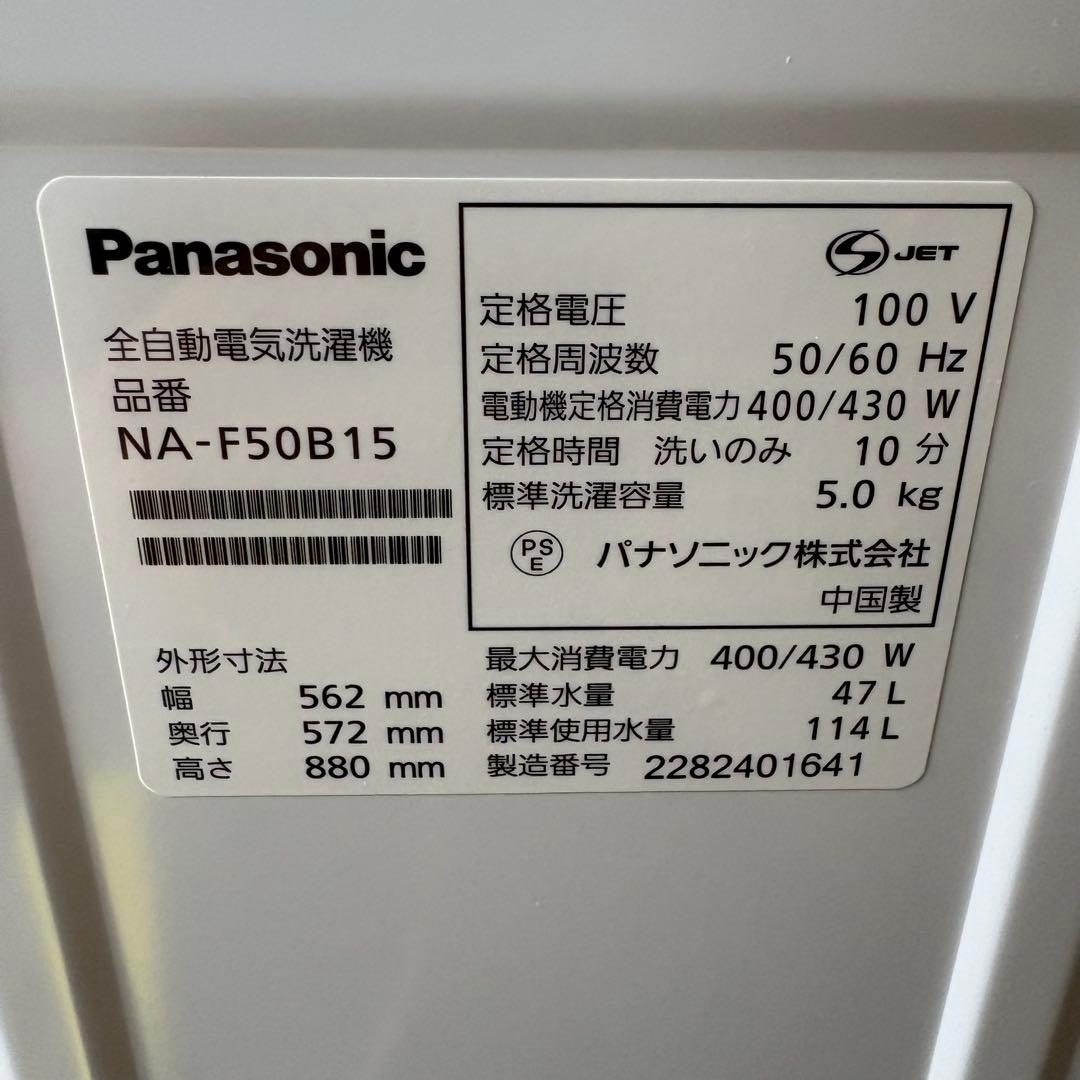 Panasonic
全自動電気洗濯機
品番
NA-F50B15
S JET
定格電圧 100 V
定格周波数 50/60 Hz
電動機定格消費電力 400/430 W
定格時間 洗いのみ 10 分
標準洗濯容量 5.0 kg
PS
E
パナソニック株式会社
中国製
外形寸法
幅 562 mm
奥行 572 mm
高さ 880 mm
最大消費電力 400/430 W
標準水量 47 L
標準使用水量 114 L
製造番号 2282401641